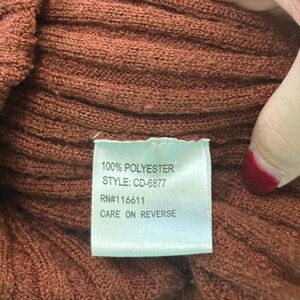 100% POLYESTER
STYLE: CD-6877
RN#116611
CARE ON REVERSE